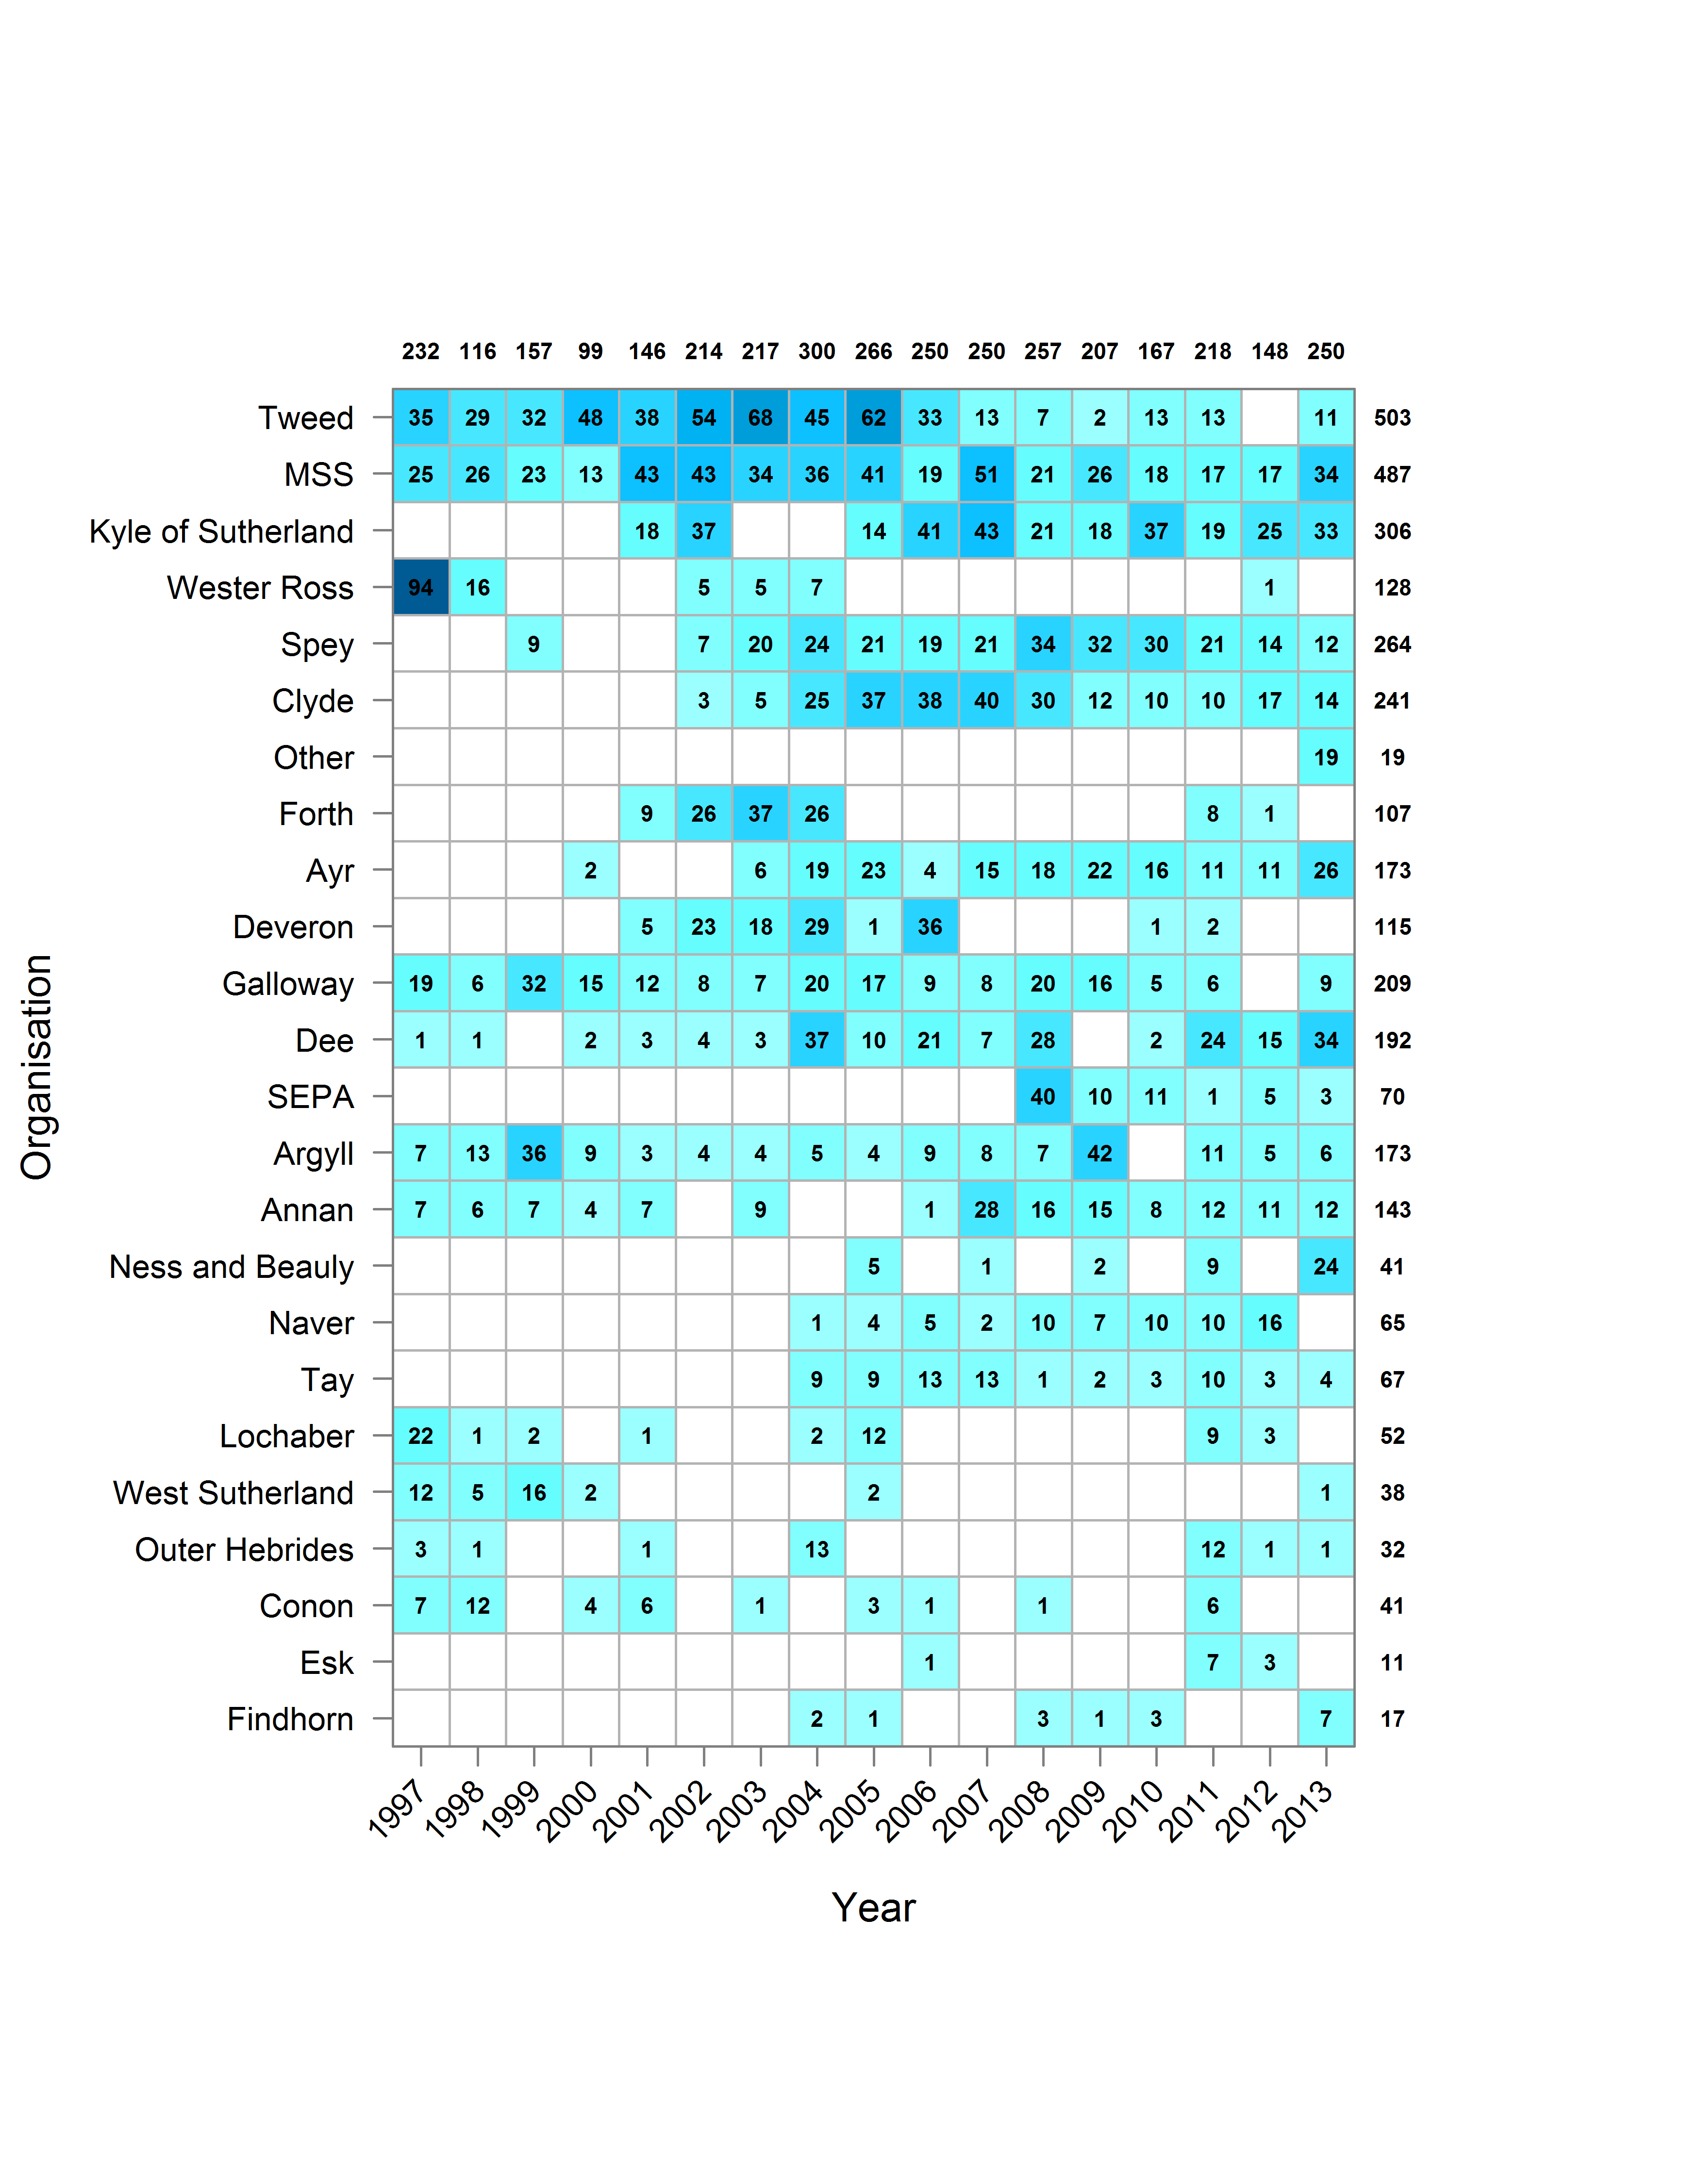 232 116 157 99 146 214 217 300 266 250 250 257 207 167 218 148 250
Tweed 35 29 32 48 38 54 68 45 62 33 13 7 2 13 13 11 503
MSS 25 26 23 13 43 43 34 36 41 19 51 21 26 18 17 17 34 487
Kyle of Sutherland 18 37 14 41 43 21 18 37 19 25 33 306
Wester Ross 94 16 5 5 7 1 128
Spey 9 7 20 24 21 19 21 34 32 30 21 14 12 264
Clyde 3 5 25 37 38 40 30 12 10 10 17 14 241
Other 19 19
Forth 9 26 37 26 8 1 107
Ayr 2 6 19 23 4 15 18 22 16 11 11 26 173
Deveron 5 23 18 29 1 36 1 2 115
Galloway 19 6 32 15 12 8 7 20 17 9 8 20 16 5 6 9 209
Dee 1 1 2 3 4 3 37 10 21 7 28 2 24 15 34 192
SEPA 40 10 11 1 5 3 70
Argyll 7 13 36 9 3 4 4 5 4 9 8 7 42 11 5 6 173
Annan 7 6 7 4 7 9 1 28 16 15 8 12 11 12 143
Ness and Beauly 5 1 2 9 24 41
Naver 1 4 5 2 10 7 10 10 16 65
Tay 9 9 13 13 1 2 3 10 3 4 67
Lochaber 22 1 2 1 2 12 9 3 52
West Sutherland 12 5 16 2 2 1 38
Outer Hebrides 3 1 1 13 12 1 1 32
Conon 7 12 4 6 1 3 1 1 6 41
Esk 1 7 3 11
Findhorn 2 1 3 1 3 7 17
1997 1998 1999 2000 2001 2002 2003 2004 2005 2006 2007 2008 2009 2010 2011 2012 2013
Year
Organisation